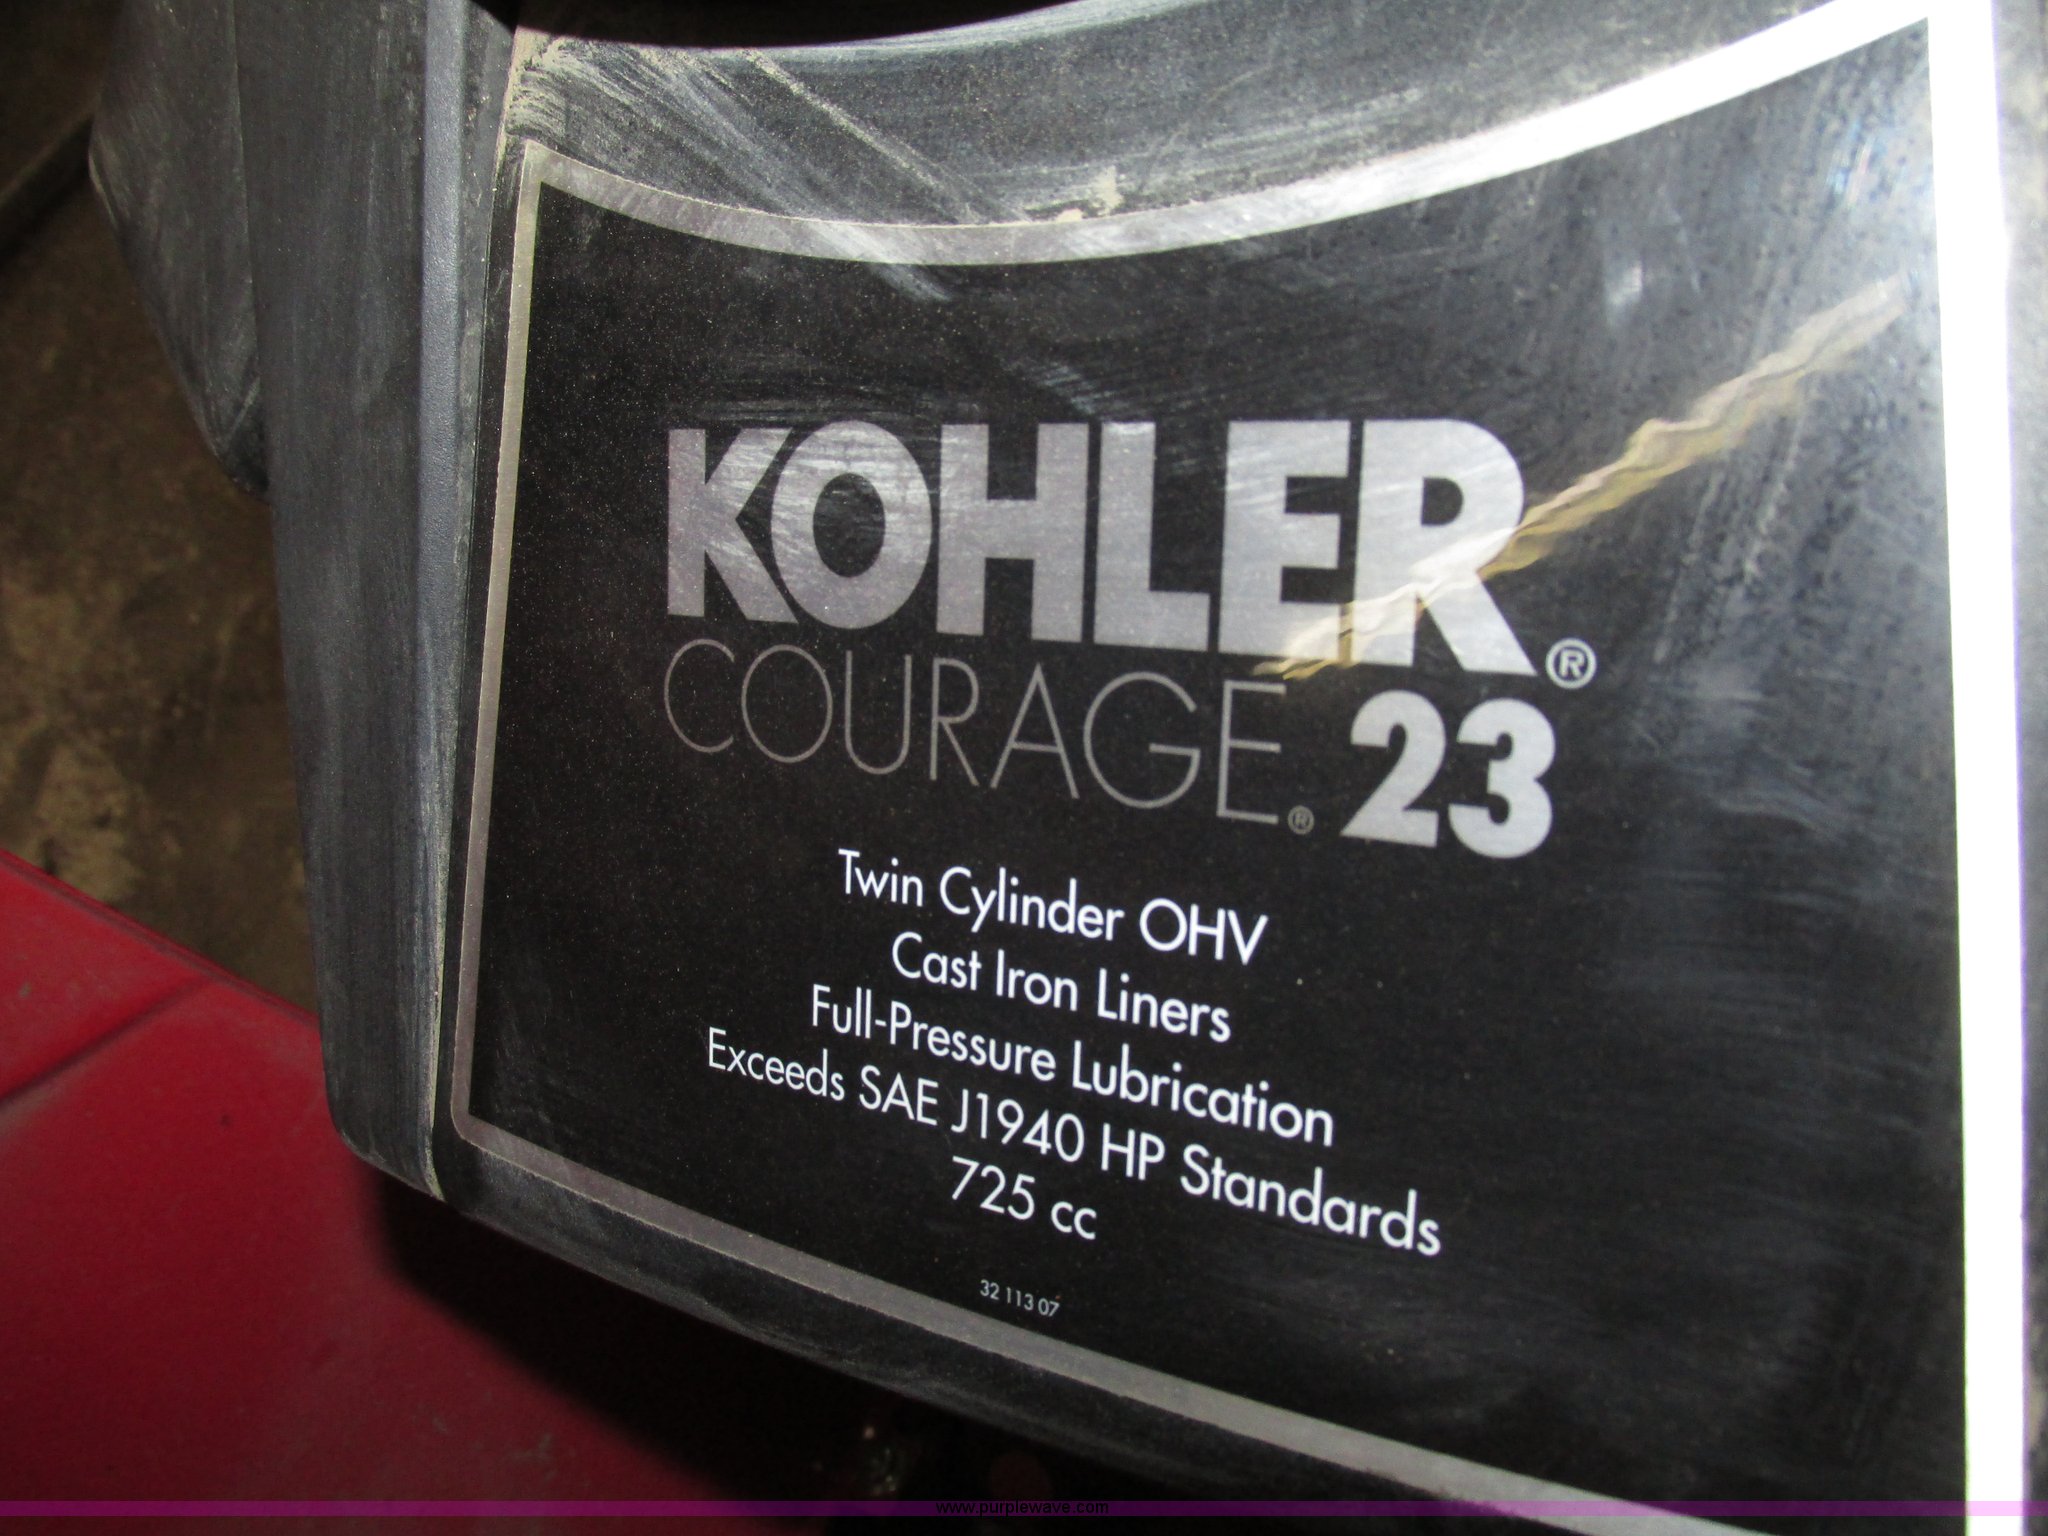 KOHLER®
COURAGE® 23
Twin Cylinder OHV
Cast Iron Liners
Full-Pressure Lubrication
Exceeds SAE J1940 HP Standards
725 cc
32 113 07
www.purplewave.com